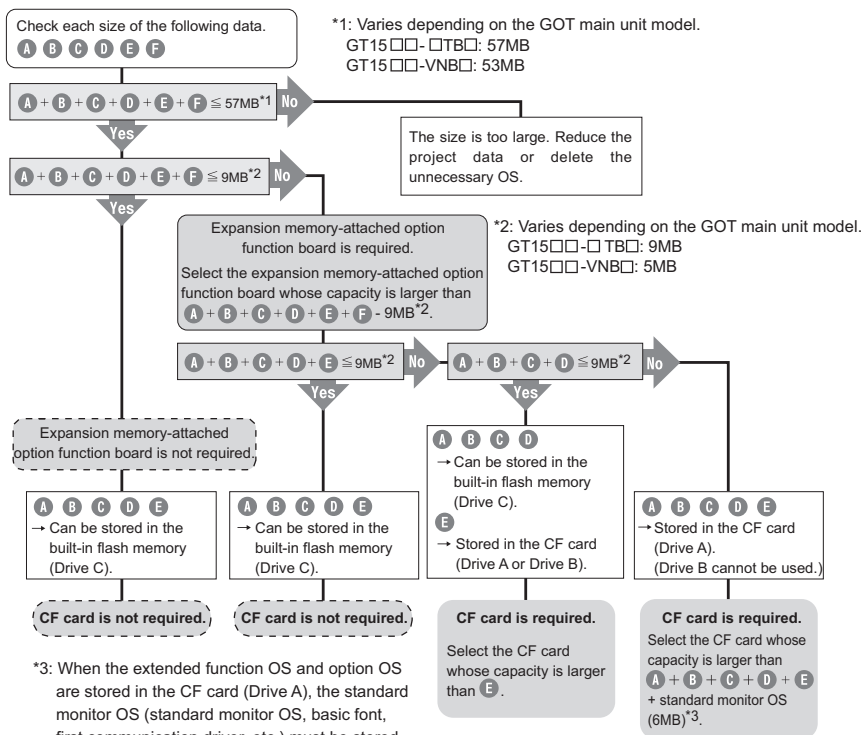 Check each size of the following data.
A B C D E F
*1: Varies depending on the GOT main unit model.
GT15□□- □TB□: 57MB
GT15□□-VNB□: 53MB
A + B + C + D + E + F ≦ 57MB*1
No
Yes
The size is too large. Reduce the
project data or delete the
unnecessary OS.
A + B + C + D + E + F ≦ 9MB*2
No
Yes
Expansion memory-attached option
function board is required.
Select the expansion memory-attached option
function board whose capacity is larger than
A + B + C + D + E + F - 9MB*2.
*2: Varies depending on the GOT main unit model.
GT15□□-□ TB□: 9MB
GT15□□-VNB□: 5MB
A + B + C + D + E ≦ 9MB*2
No
A + B + C + D ≦ 9MB*2
No
Yes
Yes
Expansion memory-attached
option function board is not required.
A B C D E
→ Can be stored in the
built-in flash memory
(Drive C).
CF card is not required.
A B C D E
→ Can be stored in the
built-in flash memory
(Drive C).
CF card is not required.
A B C D
→ Can be stored in the
built-in flash memory
(Drive C).
E
→ Stored in the CF card
(Drive A or Drive B).
CF card is required.
Select the CF card
whose capacity is larger
than E .
A B C D E
→ Stored in the CF card
(Drive A).
(Drive B cannot be used.)
CF card is required.
Select the CF card whose
capacity is larger than
A + B + C + D + E
+ standard monitor OS
(6MB)*3.
*3: When the extended function OS and option OS
are stored in the CF card (Drive A), the standard
monitor OS (standard monitor OS, basic font,
first communication driver, etc.) must be stored